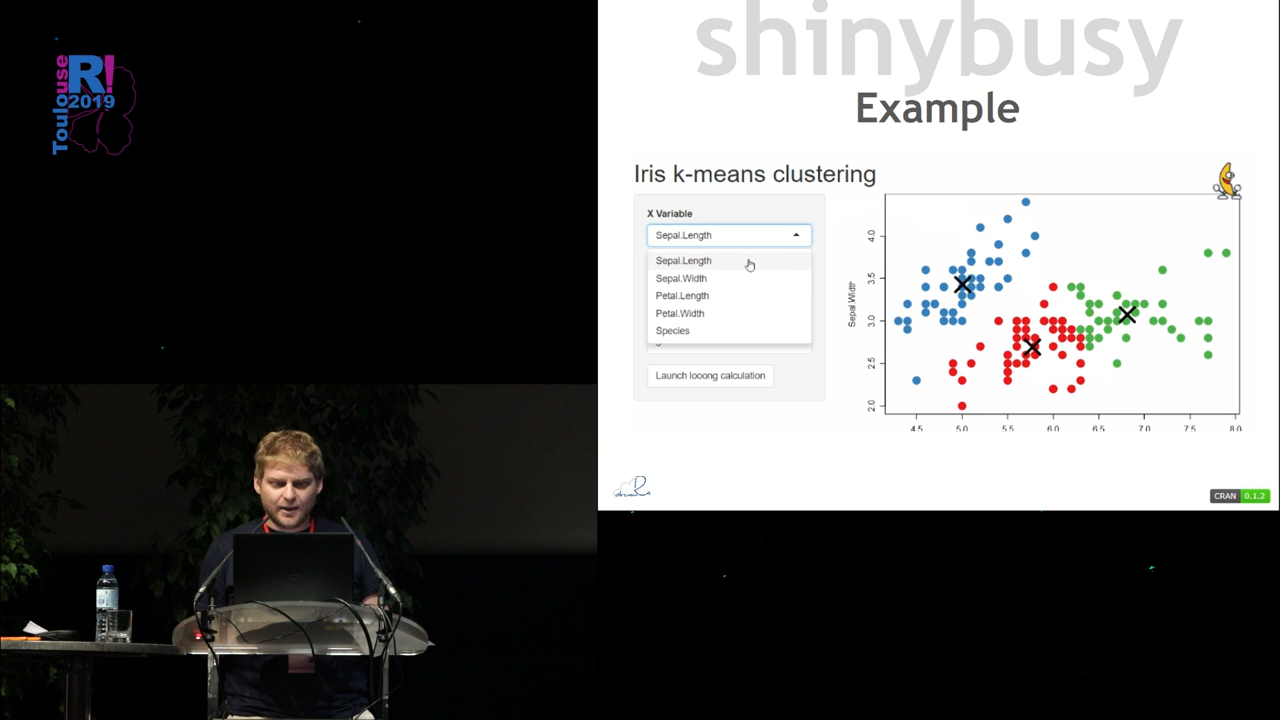 Toulouse
R!
2019
shinybusy
Example
Iris k-means clustering
X Variable
Sepal.Length
Sepal.Length
Sepal.Width
Petal.Length
Petal.Width
Species
Launch looong calculation
Sepal.Width
4.0
3.5
3.0
2.5
2.0
4.5 5.0 5.5 6.0 6.5 7.0 7.5 8.0
CRAN 0.1.2